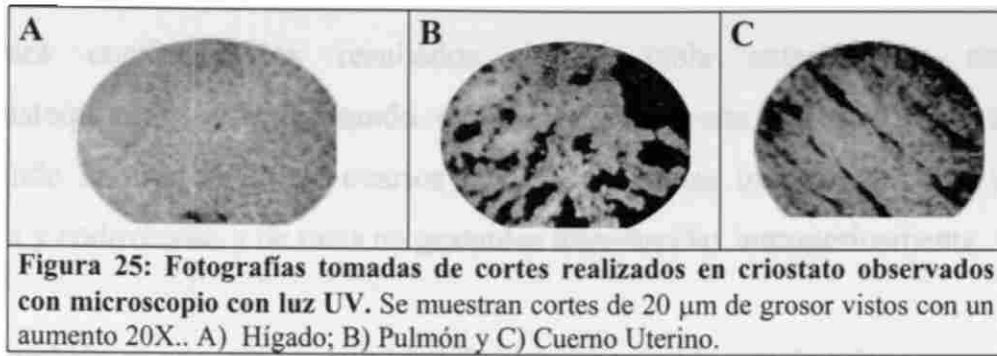 A B C
Figura 25: Fotografías tomadas de cortes realizados en criostato observados
con microscopio con luz UV. Se muestran cortes de 20 μm de grosor vistos con un
aumento 20X.. A) Hígado; B) Pulmón y C) Cuerno Uterino.